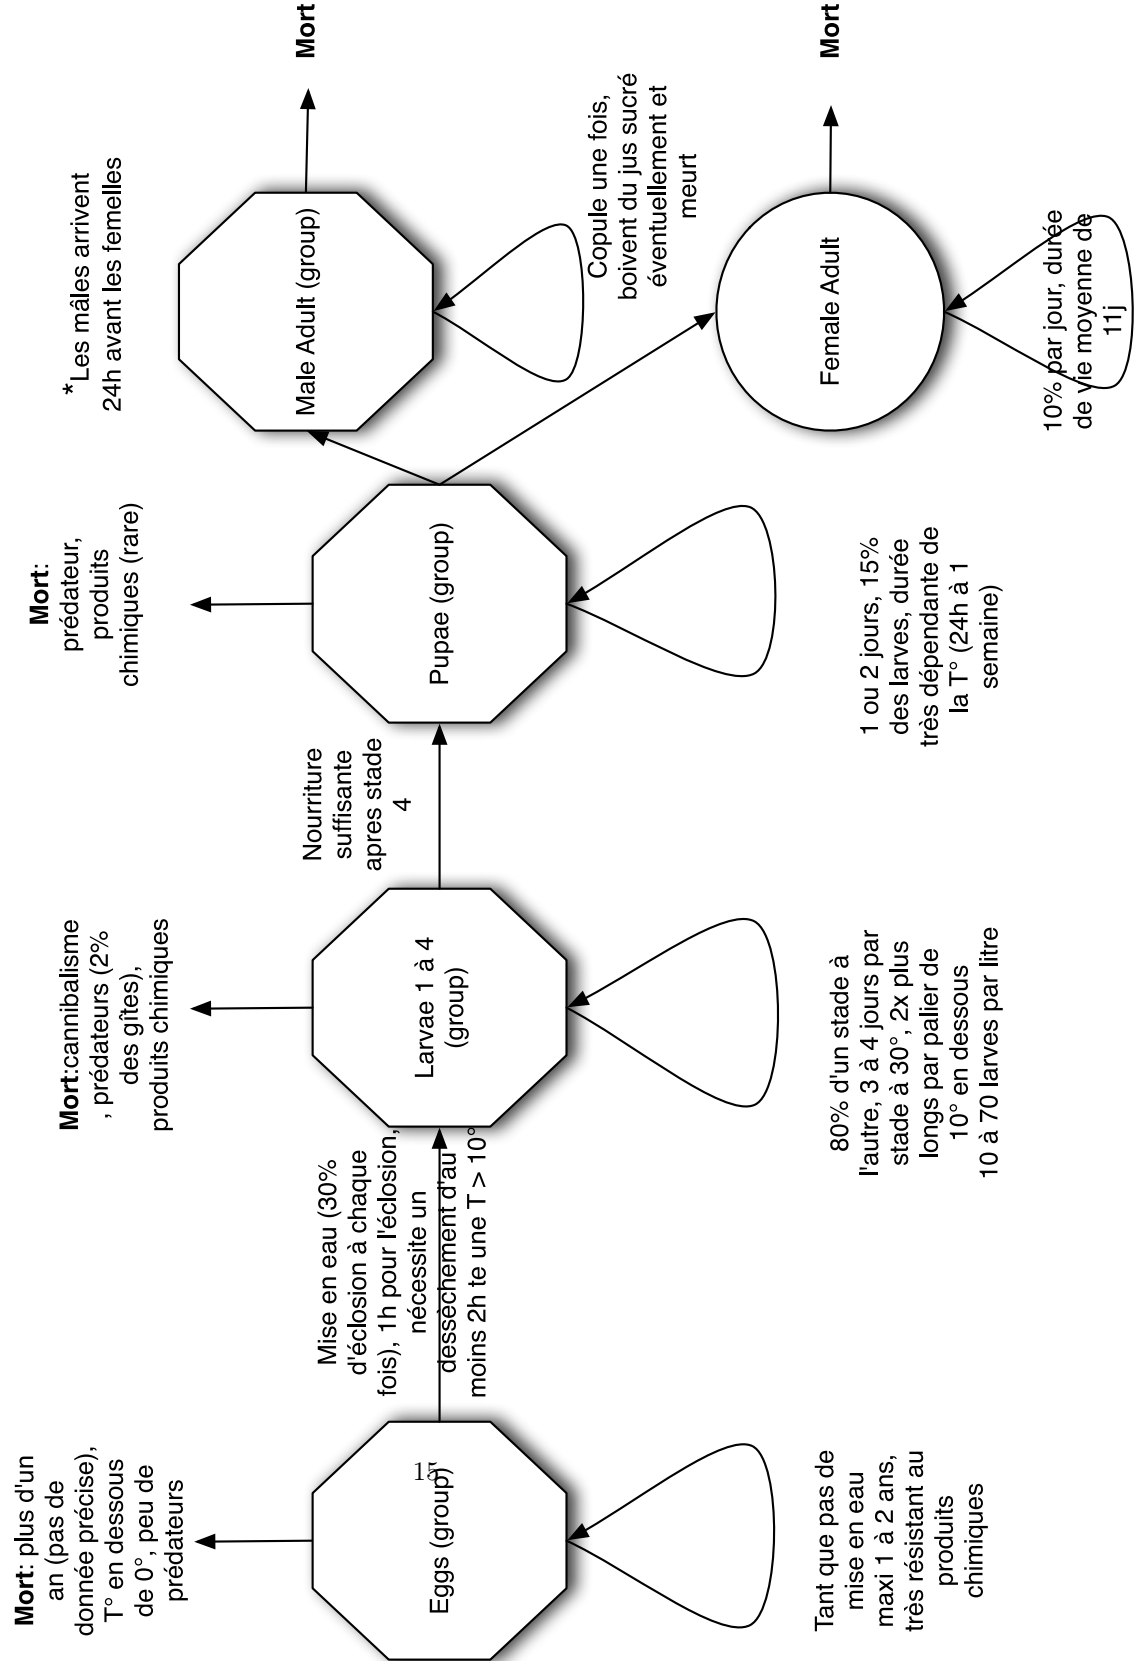 Mort: plus d'un
an (pas de
donnée précise),
T° en dessous
de 0°, peu de
prédateurs
Eggs (group)
15
Tant que pas de
mise en eau
maxi 1 à 2 ans,
très résistant au
produits
chimiques
Mise en eau (30%
d'éclosion à chaque
fois), 1h pour l'éclosion,
nécessite un
dessèchement d'au
moins 2h te une T > 10°
Mort:cannibalisme
, prédateurs (2%
des gîtes),
produits chimiques
Larvae 1 à 4
(group)
80% d'un stade à
l'autre, 3 à 4 jours par
stade à 30°, 2x plus
longs par palier de
10° en dessous
10 à 70 larves par litre
Nourriture
suffisante
apres stade
4
Mort:
prédateur,
produits
chimiques (rare)
Pupae (group)
1 ou 2 jours, 15%
des larves, durée
très dépendante de
la T° (24h à 1
semaine)
*Les mâles arrivent
24h avant les femelles
Male Adult (group)
Mort
Copule une fois,
boivent du jus sucré
éventuellement et
meurt
Female Adult
Mort
10% par jour, durée
de vie moyenne de
11j